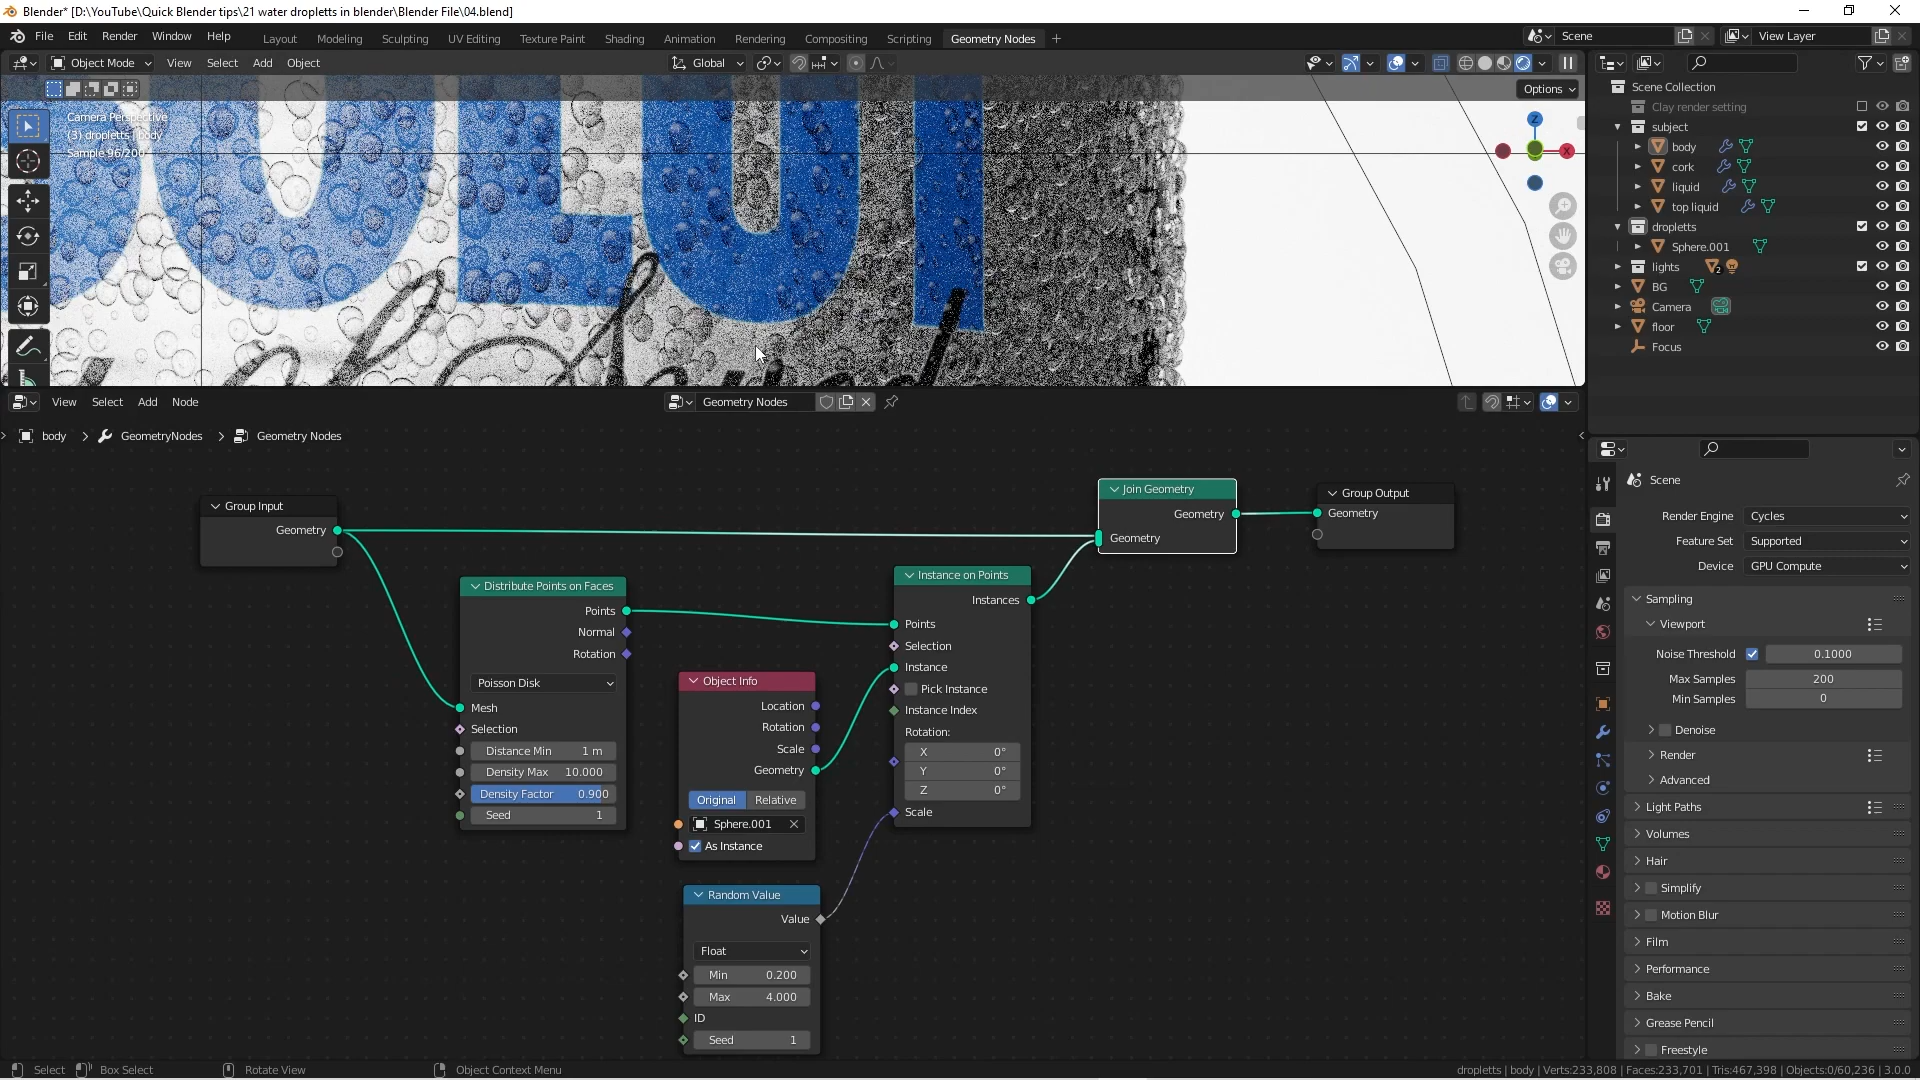 Blender* [D:\YouTube\Quick Blender tips\21 water dropletts in blender\Blender File\04.blend]
File Edit Render Window Help Layout Modeling Sculpting UV Editing Texture Paint Shading Animation Rendering Compositing Scripting Geometry Nodes + Scene View Layer
Object Mode View Select Add Object Global
Options
Camera Perspective
(3) dropletts | body
Sample 96/200
Z
X
Scene Collection
Clay render setting
subject
body
cork
liquid
top liquid
dropletts
Sphere.001
lights 2
BG
Camera
floor
Focus
View Select Add Node Geometry Nodes
body > GeometryNodes > Geometry Nodes
Group Input
Geometry
Distribute Points on Faces
Points
Normal
Rotation
Poisson Disk
Mesh
Selection
Distance Min 1 m
Density Max 10.000
Density Factor 0.900
Seed 1
Object Info
Location
Rotation
Scale
Geometry
Original Relative
Sphere.001
As Instance
Random Value
Value
Float
Min 0.200
Max 4.000
ID
Seed 1
Instance on Points
Instances
Points
Selection
Instance
Pick Instance
Instance Index
Rotation:
X 0°
Y 0°
Z 0°
Scale
Join Geometry
Geometry
Geometry
Group Output
Geometry
Scene
Render Engine Cycles
Feature Set Supported
Device GPU Compute
Sampling
Viewport
Noise Threshold 0.1000
Max Samples 200
Min Samples 0
Denoise
Render
Advanced
Light Paths
Volumes
Hair
Simplify
Motion Blur
Film
Performance
Bake
Grease Pencil
Freestyle
Select Box Select Rotate View Object Context Menu dropletts | body | Verts:233,808 | Faces:233,701 | Tris:467,398 | Objects:0/60,236 | 3.0.0